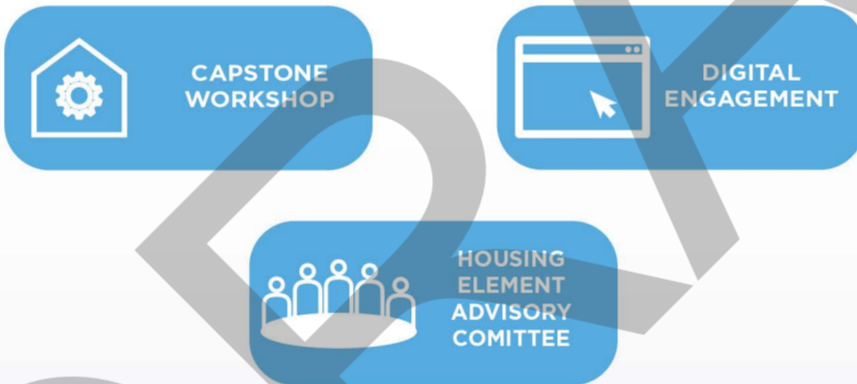 CAPSTONE
WORKSHOP
DIGITAL
ENGAGEMENT
HOUSING
ELEMENT
ADVISORY
COMITTEE